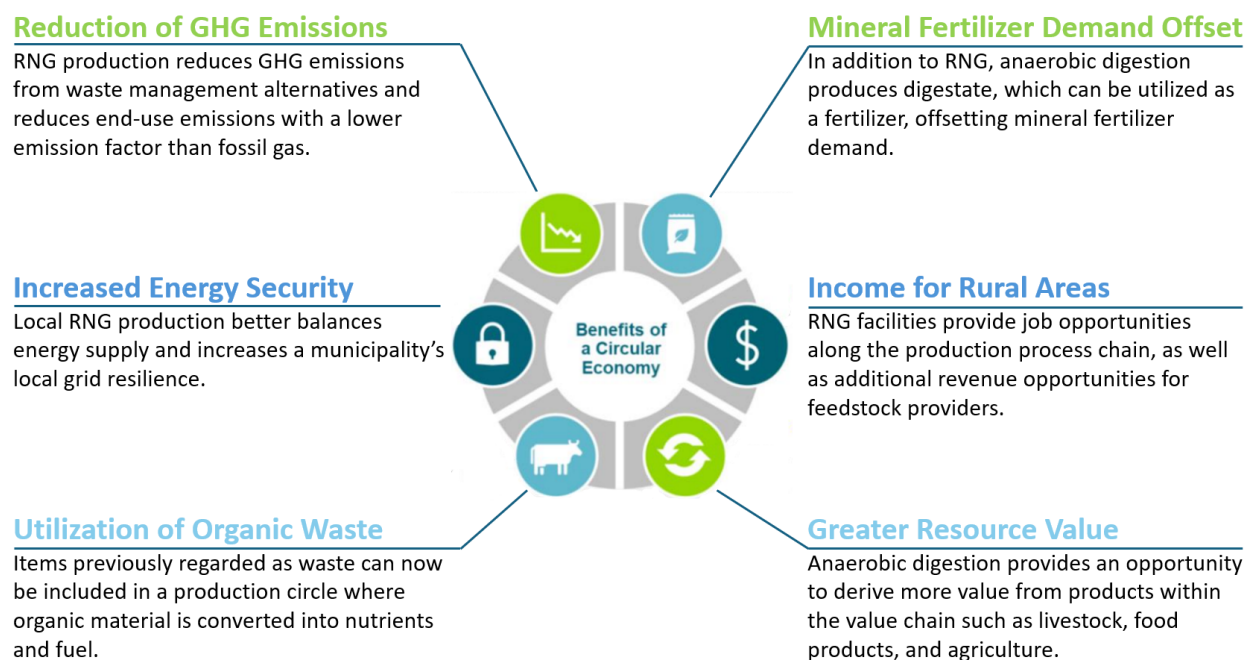 Reduction of GHG Emissions
RNG production reduces GHG emissions
from waste management alternatives and
reduces end-use emissions with a lower
emission factor than fossil gas.
Mineral Fertilizer Demand Offset
In addition to RNG, anaerobic digestion
produces digestate, which can be utilized as
a fertilizer, offsetting mineral fertilizer
demand.
Increased Energy Security
Local RNG production better balances
energy supply and increases a municipality’s
local grid resilience.
Benefits of
a Circular
Economy
$
Income for Rural Areas
RNG facilities provide job opportunities
along the production process chain, as well
as additional revenue opportunities for
feedstock providers.
Utilization of Organic Waste
Items previously regarded as waste can now
be included in a production circle where
organic material is converted into nutrients
and fuel.
Greater Resource Value
Anaerobic digestion provides an opportunity
to derive more value from products within
the value chain such as livestock, food
products, and agriculture.